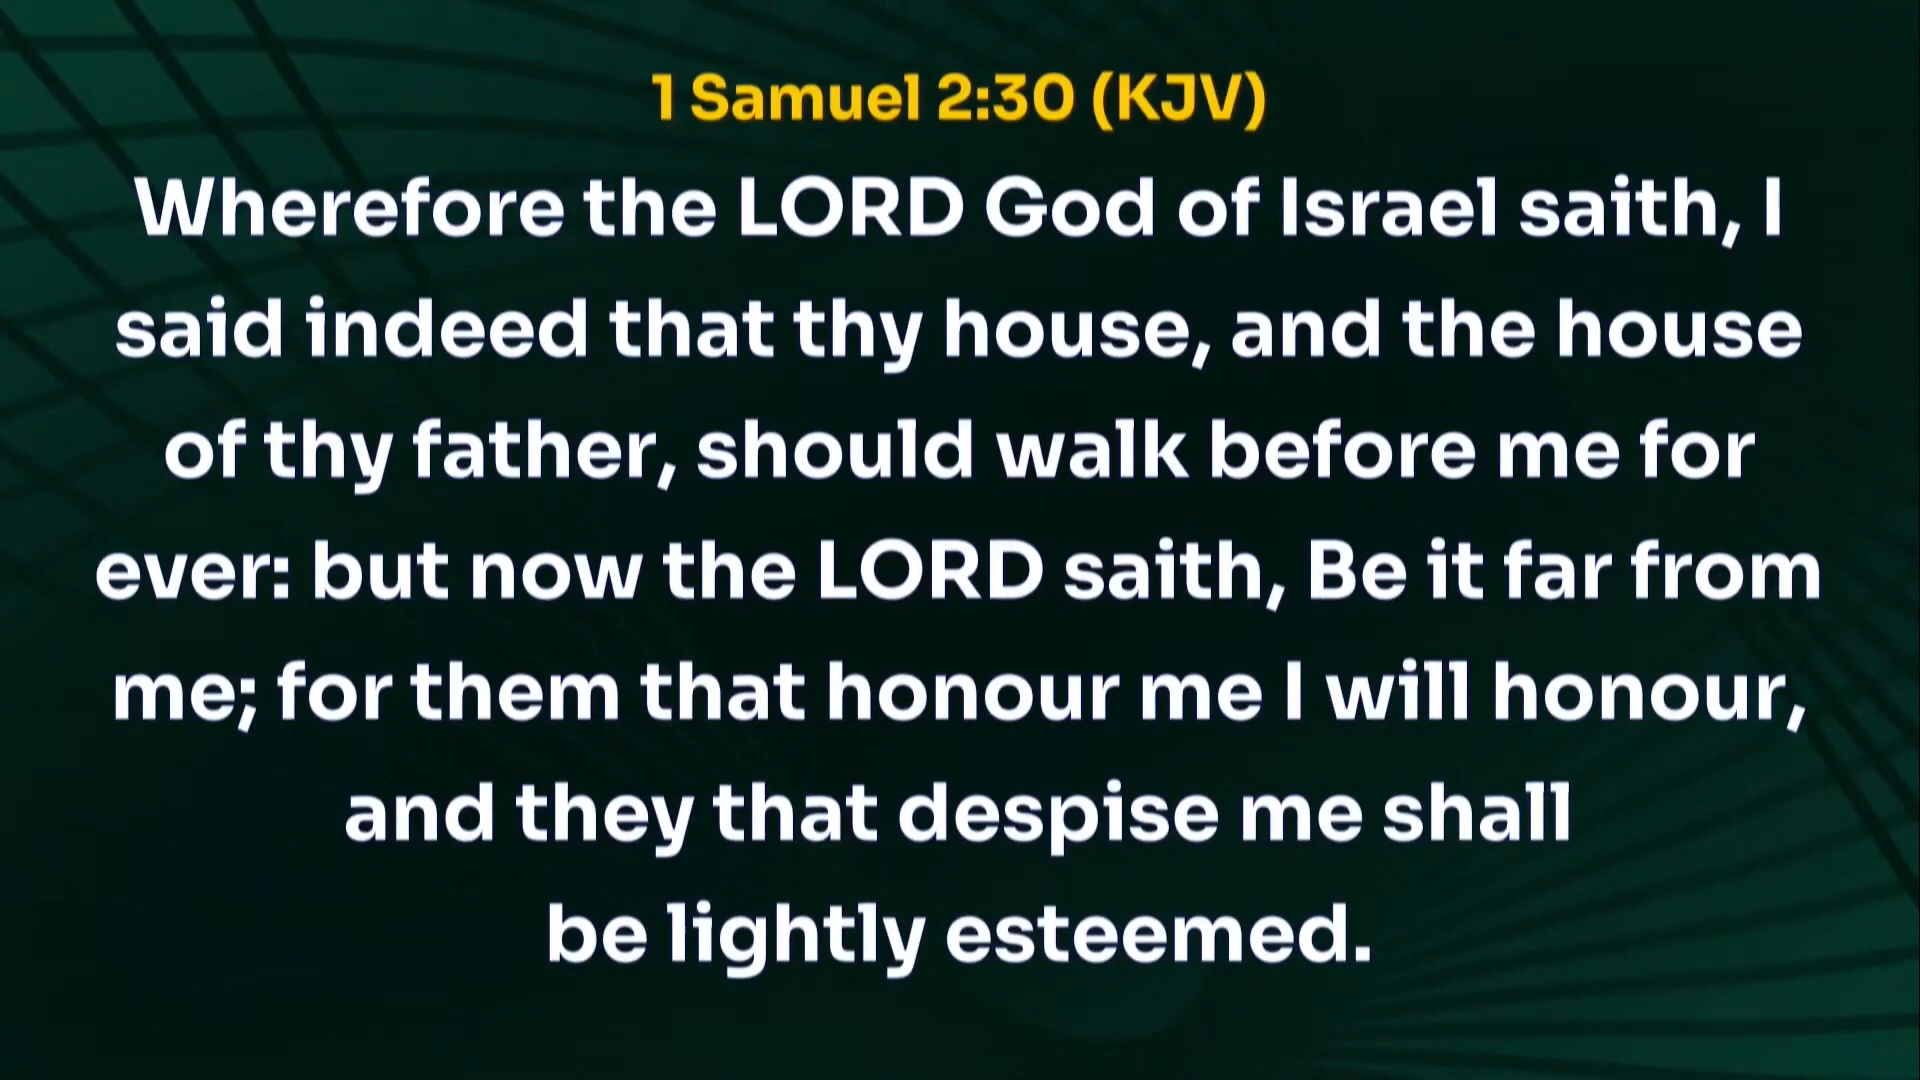 1 Samuel 2:30 (KJV)
Wherefore the LORD God of Israel saith, I
said indeed that thy house, and the house
of thy father, should walk before me for
ever: but now the LORD saith, Be it far from
me; for them that honour me I will honour,
and they that despise me shall
be lightly esteemed.